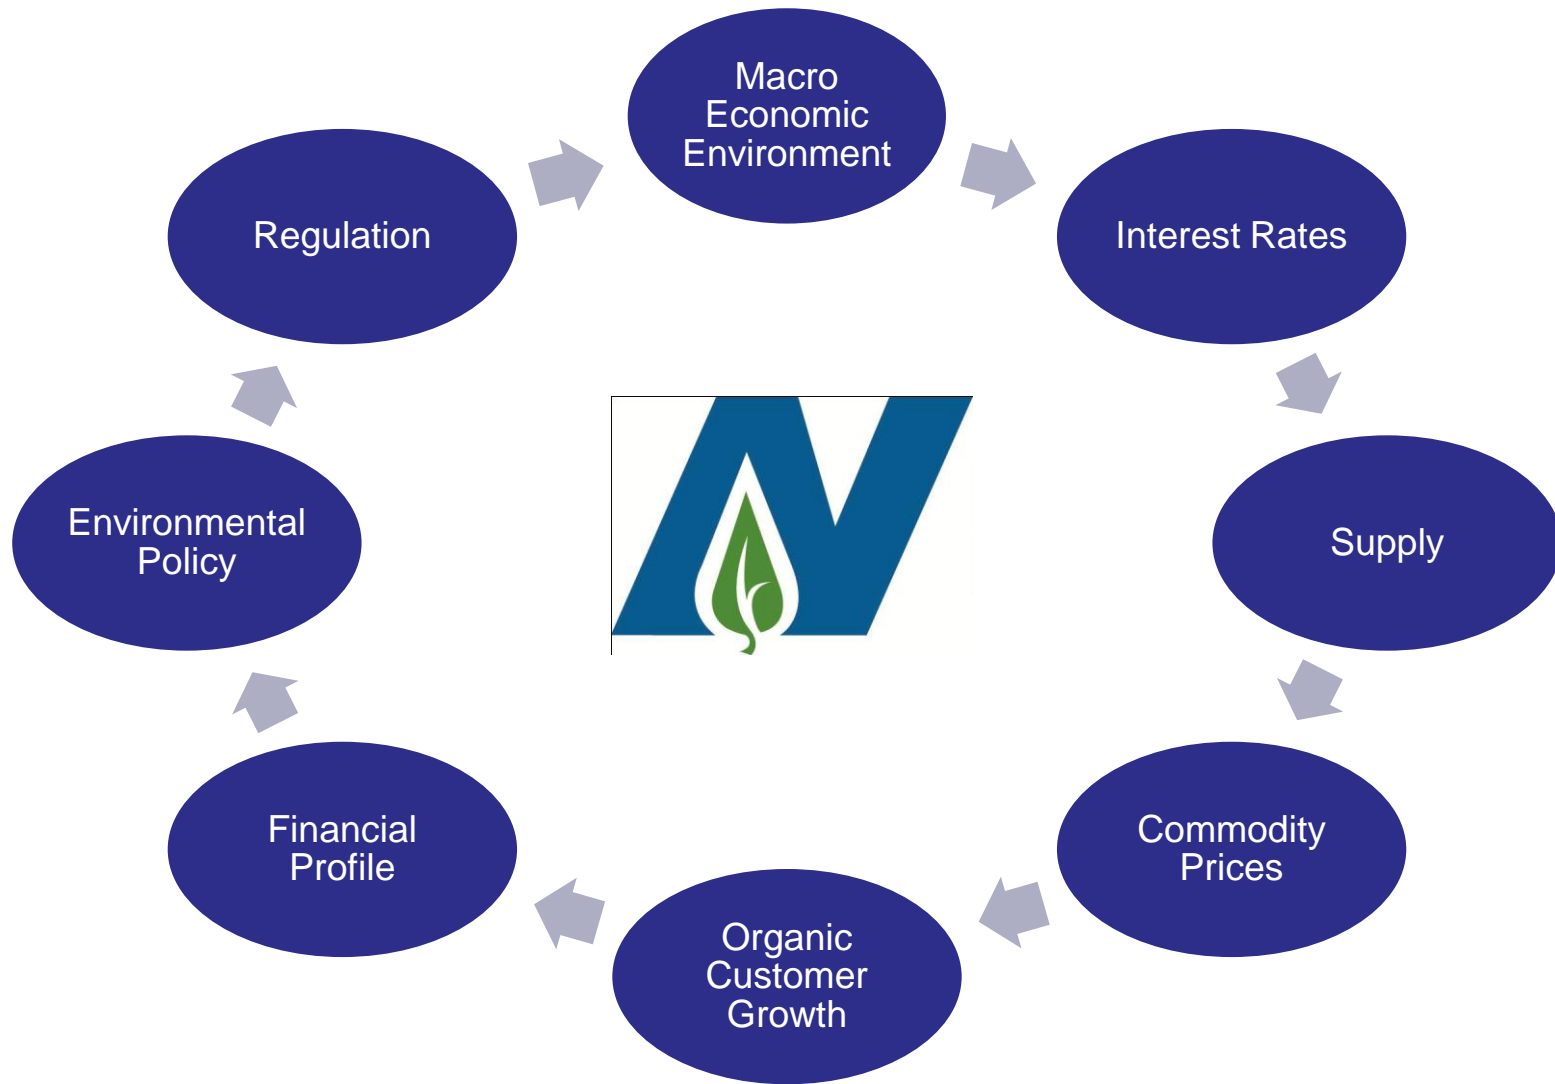 Macro
Economic
Environment
Interest Rates
Supply
Commodity
Prices
Organic
Customer
Growth
Financial
Profile
Environmental
Policy
Regulation